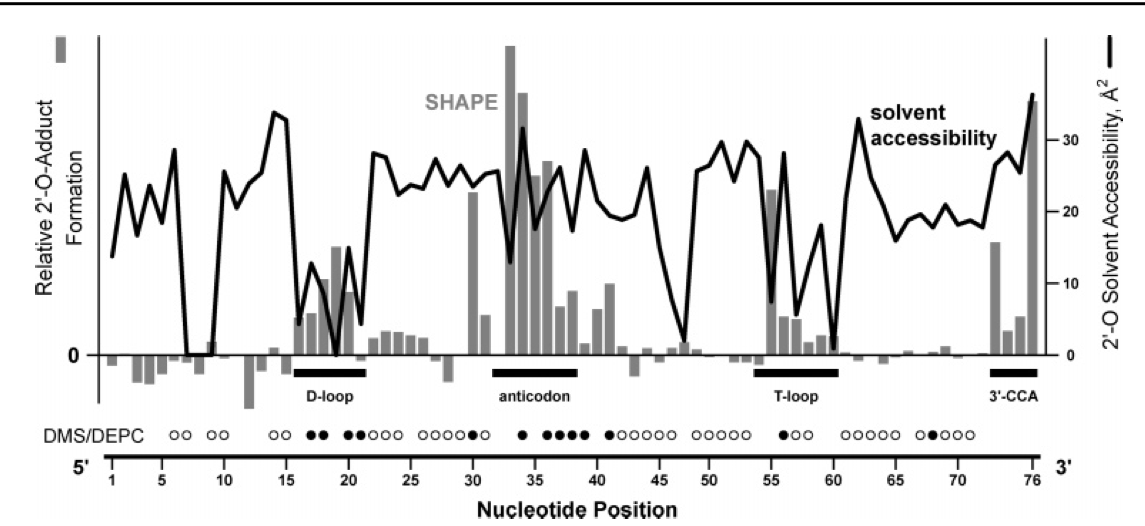 Relative 2'-O-Adduct
Formation
SHAPE
solvent
accessibility
2'-O Solvent Accessibility, Å2
30
20
10
0
0
D-loop
anticodon
T-loop
3'-CCA
DMS/DEPC
5'
3'
1 5 10 15 20 25 30 35 40 45 50 55 60 65 70 76
Nucleotide Position